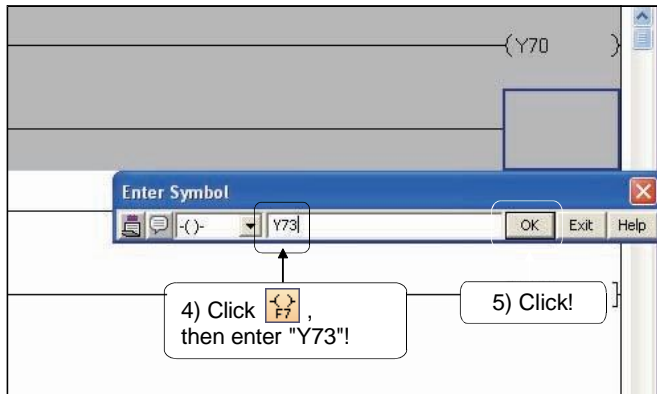 Y70
Enter Symbol
-( )-
Y73
OK
Exit
Help
4) Click F7 ,
then enter "Y73"!
5) Click!